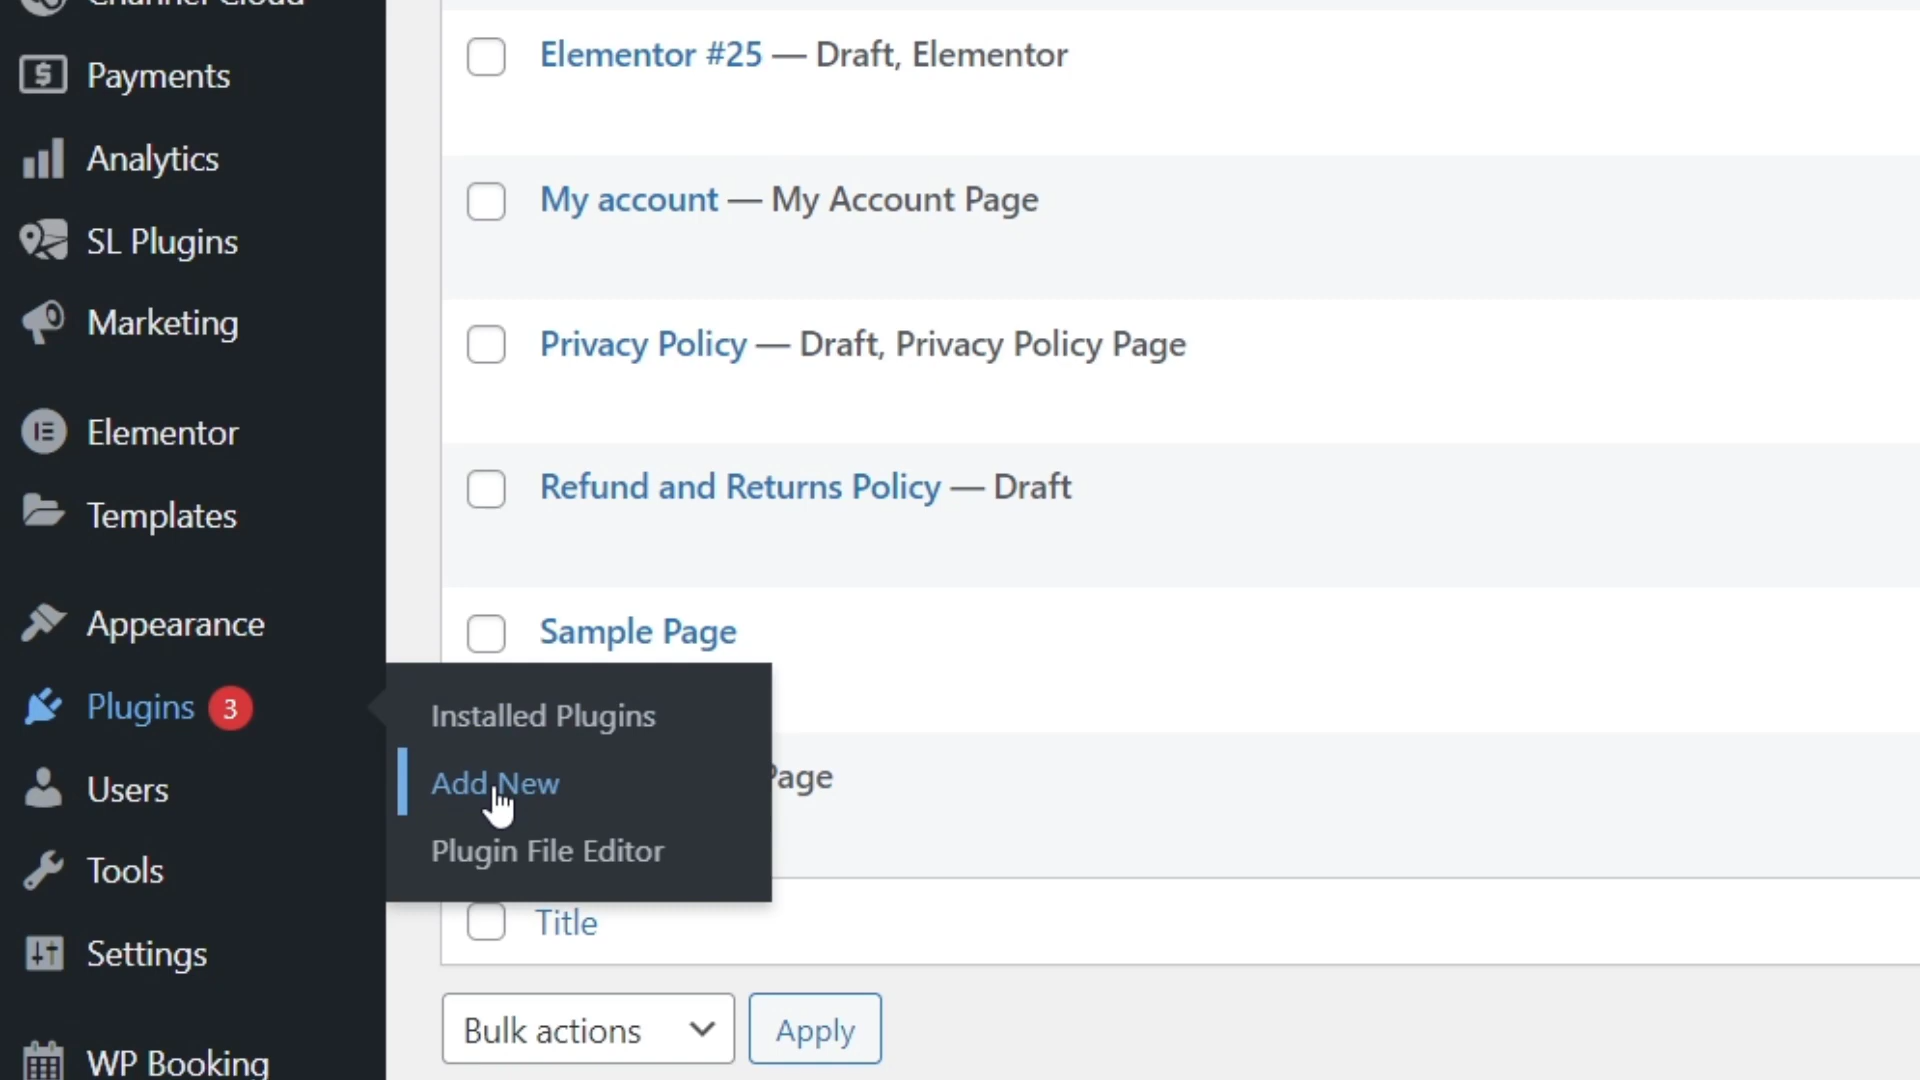 Channel Cloud
Payments
Analytics
SL Plugins
Marketing
Elementor
Templates
Appearance
Plugins 3
Users
Tools
Settings
WP Booking
Installed Plugins
Add New
Plugin File Editor
Elementor #25 — Draft, Elementor
My account — My Account Page
Privacy Policy — Draft, Privacy Policy Page
Refund and Returns Policy — Draft
Sample Page
Page
Title
Bulk actions
Apply